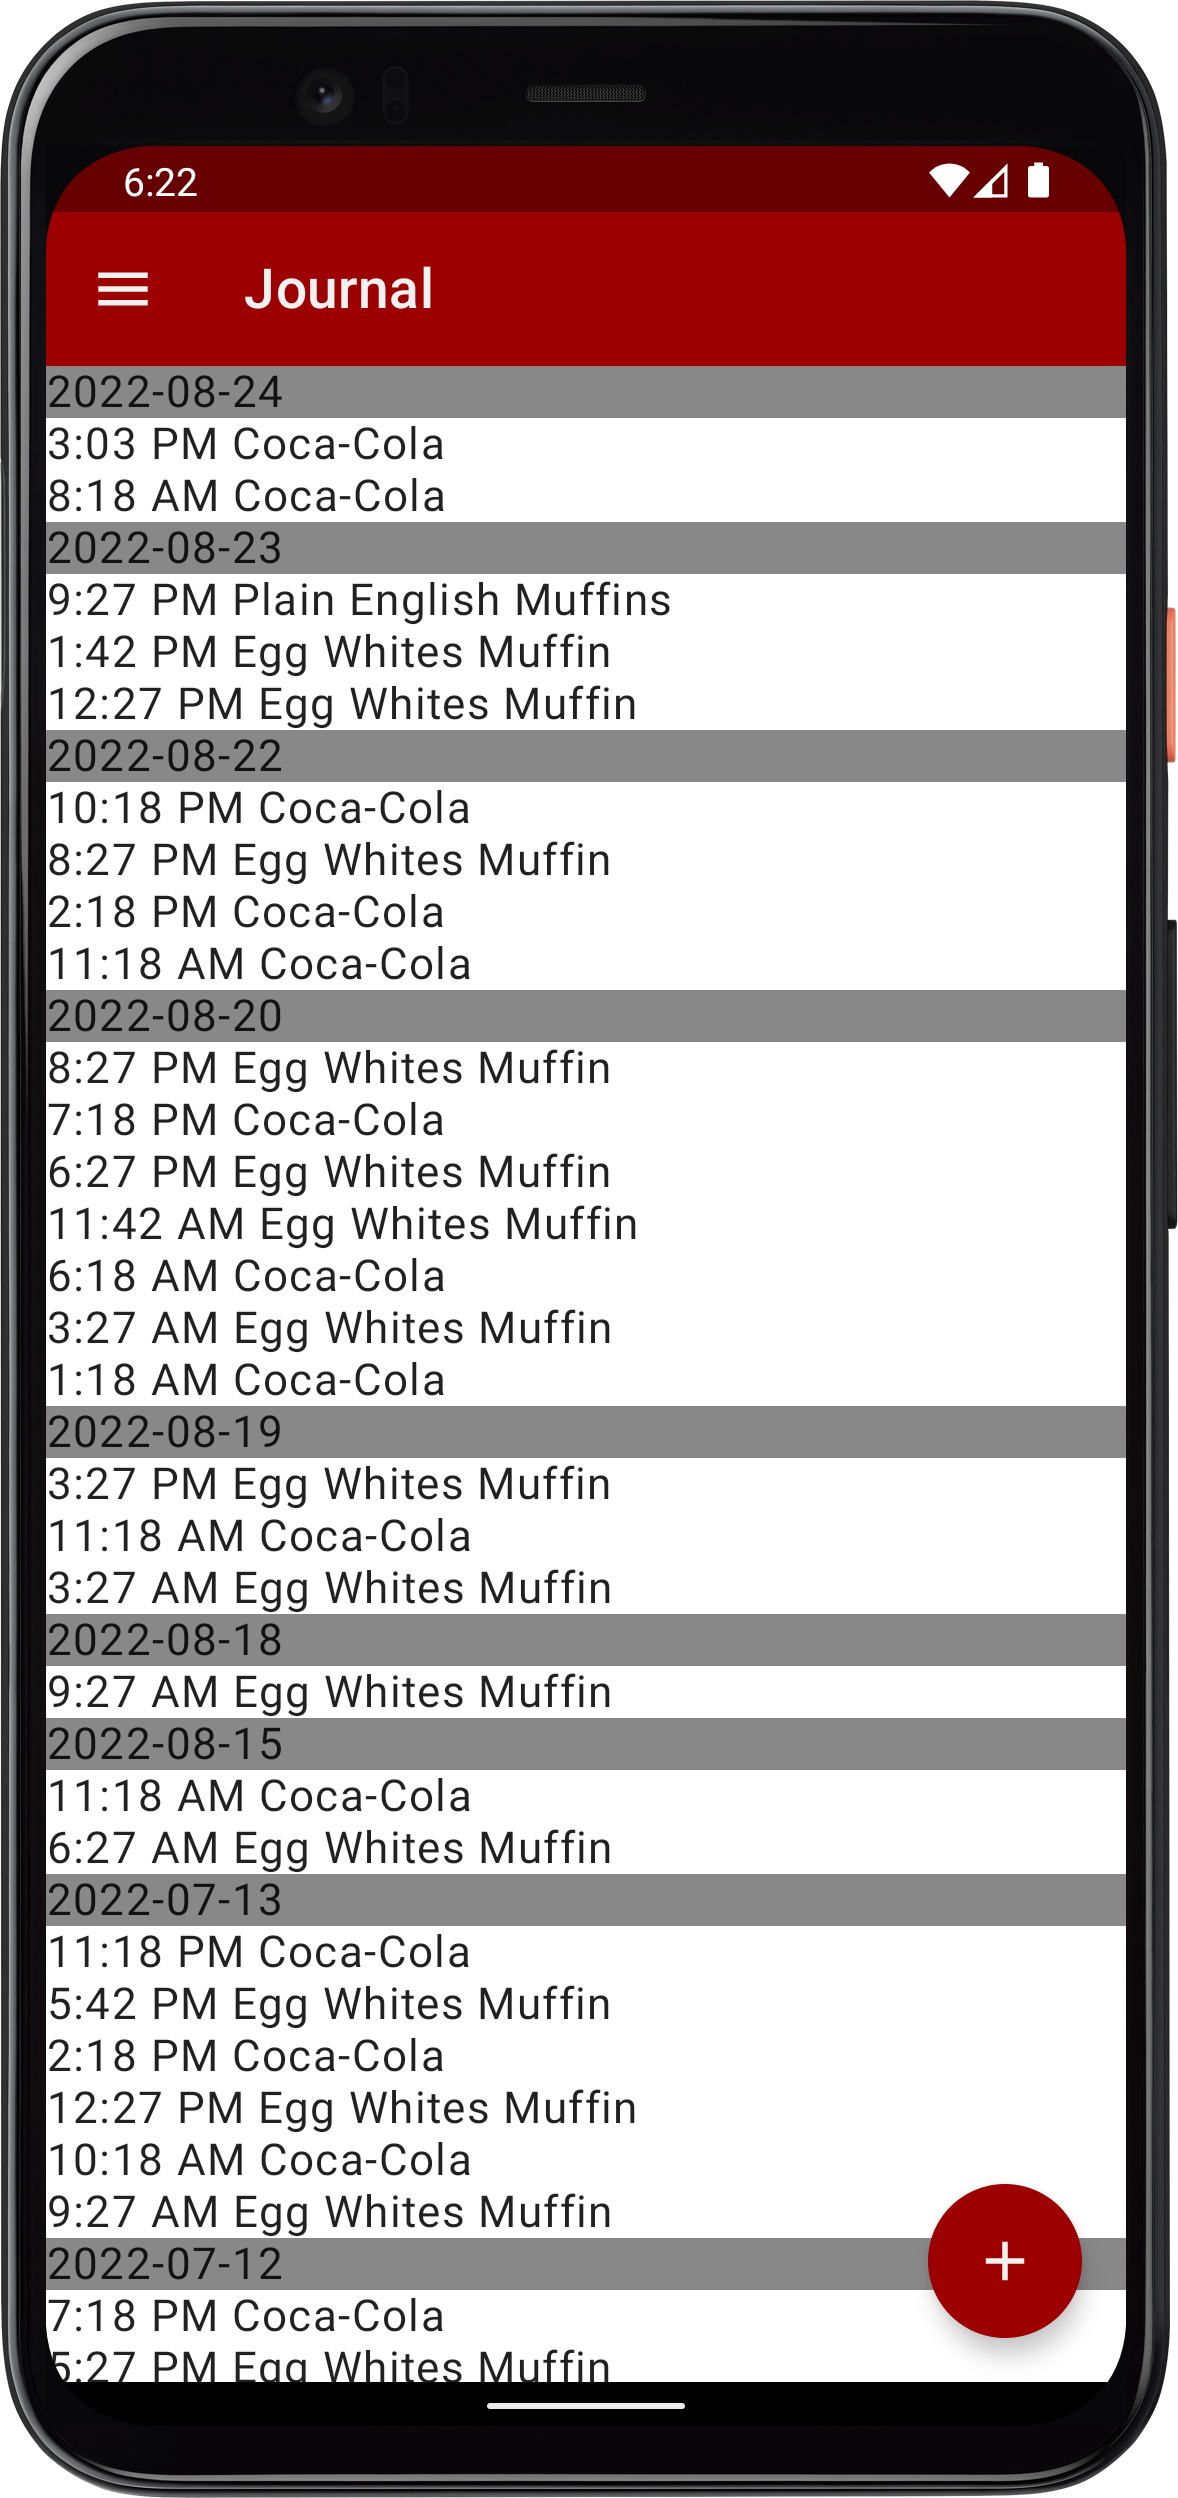 6:22
Journal
2022-08-24
3:03 PM Coca-Cola
8:18 AM Coca-Cola
2022-08-23
9:27 PM Plain English Muffins
1:42 PM Egg Whites Muffin
12:27 PM Egg Whites Muffin
2022-08-22
10:18 PM Coca-Cola
8:27 PM Egg Whites Muffin
2:18 PM Coca-Cola
11:18 AM Coca-Cola
2022-08-20
8:27 PM Egg Whites Muffin
7:18 PM Coca-Cola
6:27 PM Egg Whites Muffin
11:42 AM Egg Whites Muffin
6:18 AM Coca-Cola
3:27 AM Egg Whites Muffin
1:18 AM Coca-Cola
2022-08-19
3:27 PM Egg Whites Muffin
11:18 AM Coca-Cola
3:27 AM Egg Whites Muffin
2022-08-18
9:27 AM Egg Whites Muffin
2022-08-15
11:18 AM Coca-Cola
6:27 AM Egg Whites Muffin
2022-07-13
11:18 PM Coca-Cola
5:42 PM Egg Whites Muffin
2:18 PM Coca-Cola
12:27 PM Egg Whites Muffin
10:18 AM Coca-Cola
9:27 AM Egg Whites Muffin
2022-07-12
7:18 PM Coca-Cola
5:27 PM Egg Whites Muffin